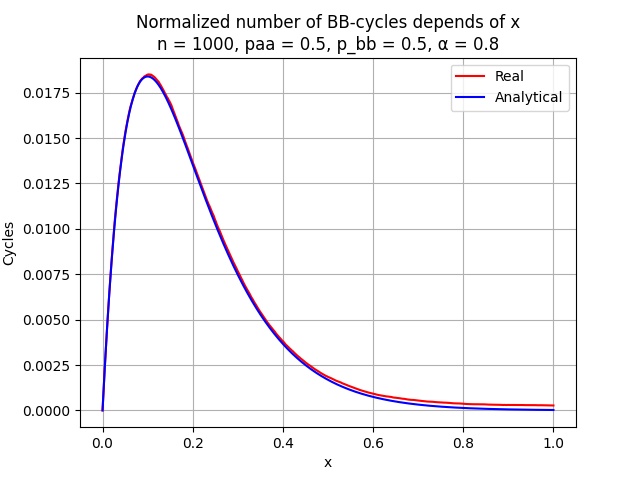 Normalized number of BB-cycles depends of x
n = 1000, paa = 0.5, p_bb = 0.5, α = 0.8
Real
Analytical
Cycles
0.0175
0.0150
0.0125
0.0100
0.0075
0.0050
0.0025
0.0000
0.0 0.2 0.4 0.6 0.8 1.0
x